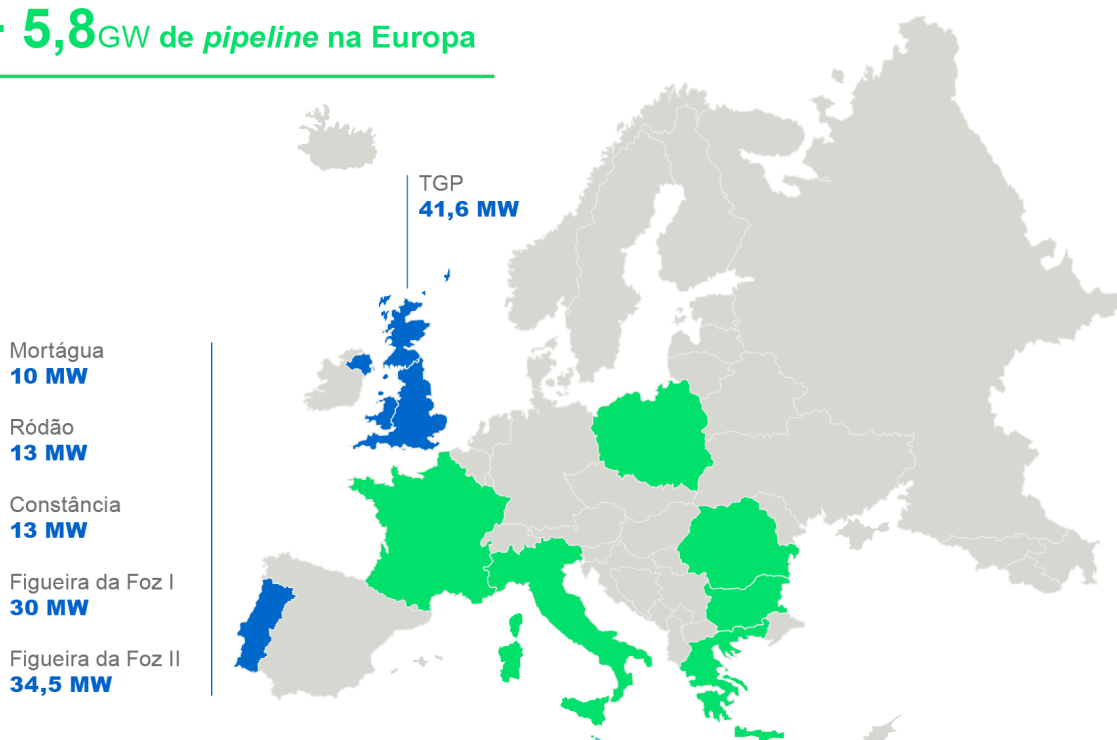 5,8GW de pipeline na Europa
TGP
41,6 MW
Mortágua
10 MW
Ródão
13 MW
Constância
13 MW
Figueira da Foz I
30 MW
Figueira da Foz II
34,5 MW